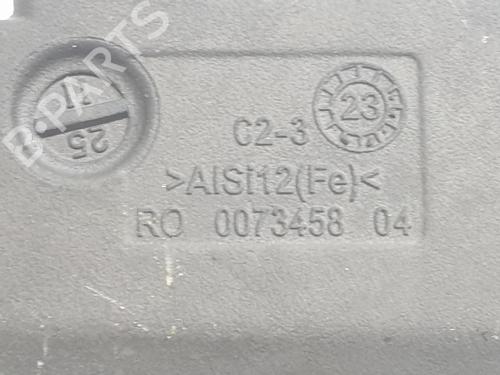 B-PARTS
25
C2-3
23
>AlSi12(Fe)<
RO 0073458 04